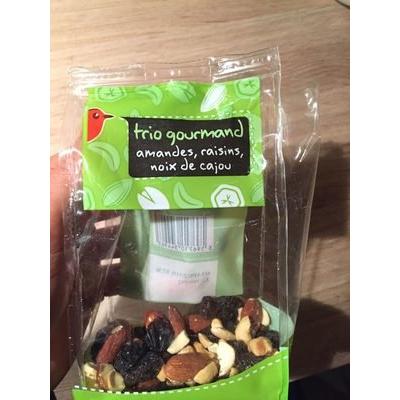 trio gourmand
amandes, raisins,
noix de cajou